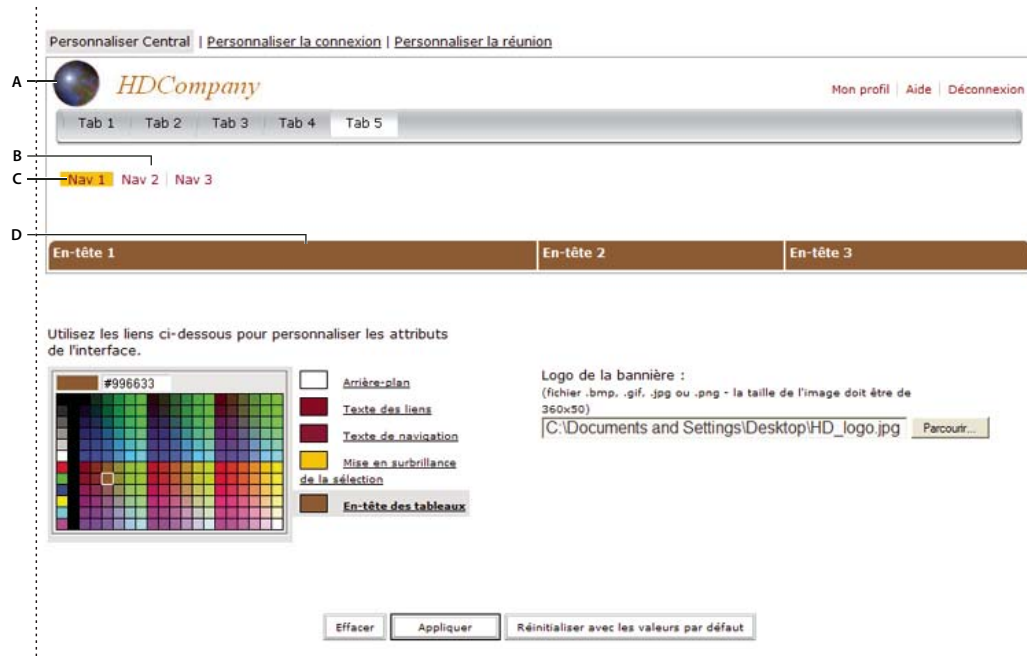 Personnaliser Central | Personnaliser la connexion | Personnaliser la réunion
A
HDCompany
Mon profil | Aide | Déconnexion
Tab 1 Tab 2 Tab 3 Tab 4 Tab 5
B
C
Nav 1 Nav 2 | Nav 3
D
En-tête 1 En-tête 2 En-tête 3
Utilisez les liens ci-dessous pour personnaliser les attributs
de l'interface.
#996633
Arrière-plan
Texte des liens
Texte de navigation
Mise en surbrillance
de la sélection
En-tête des tableaux
Logo de la bannière :
(fichier .bmp, .gif, .jpg ou .png - la taille de l'image doit être de
360x50)
C:\Documents and Settings\Desktop\HD_logo.jpg Parcourir...
Effacer Appliquer Réinitialiser avec les valeurs par défaut